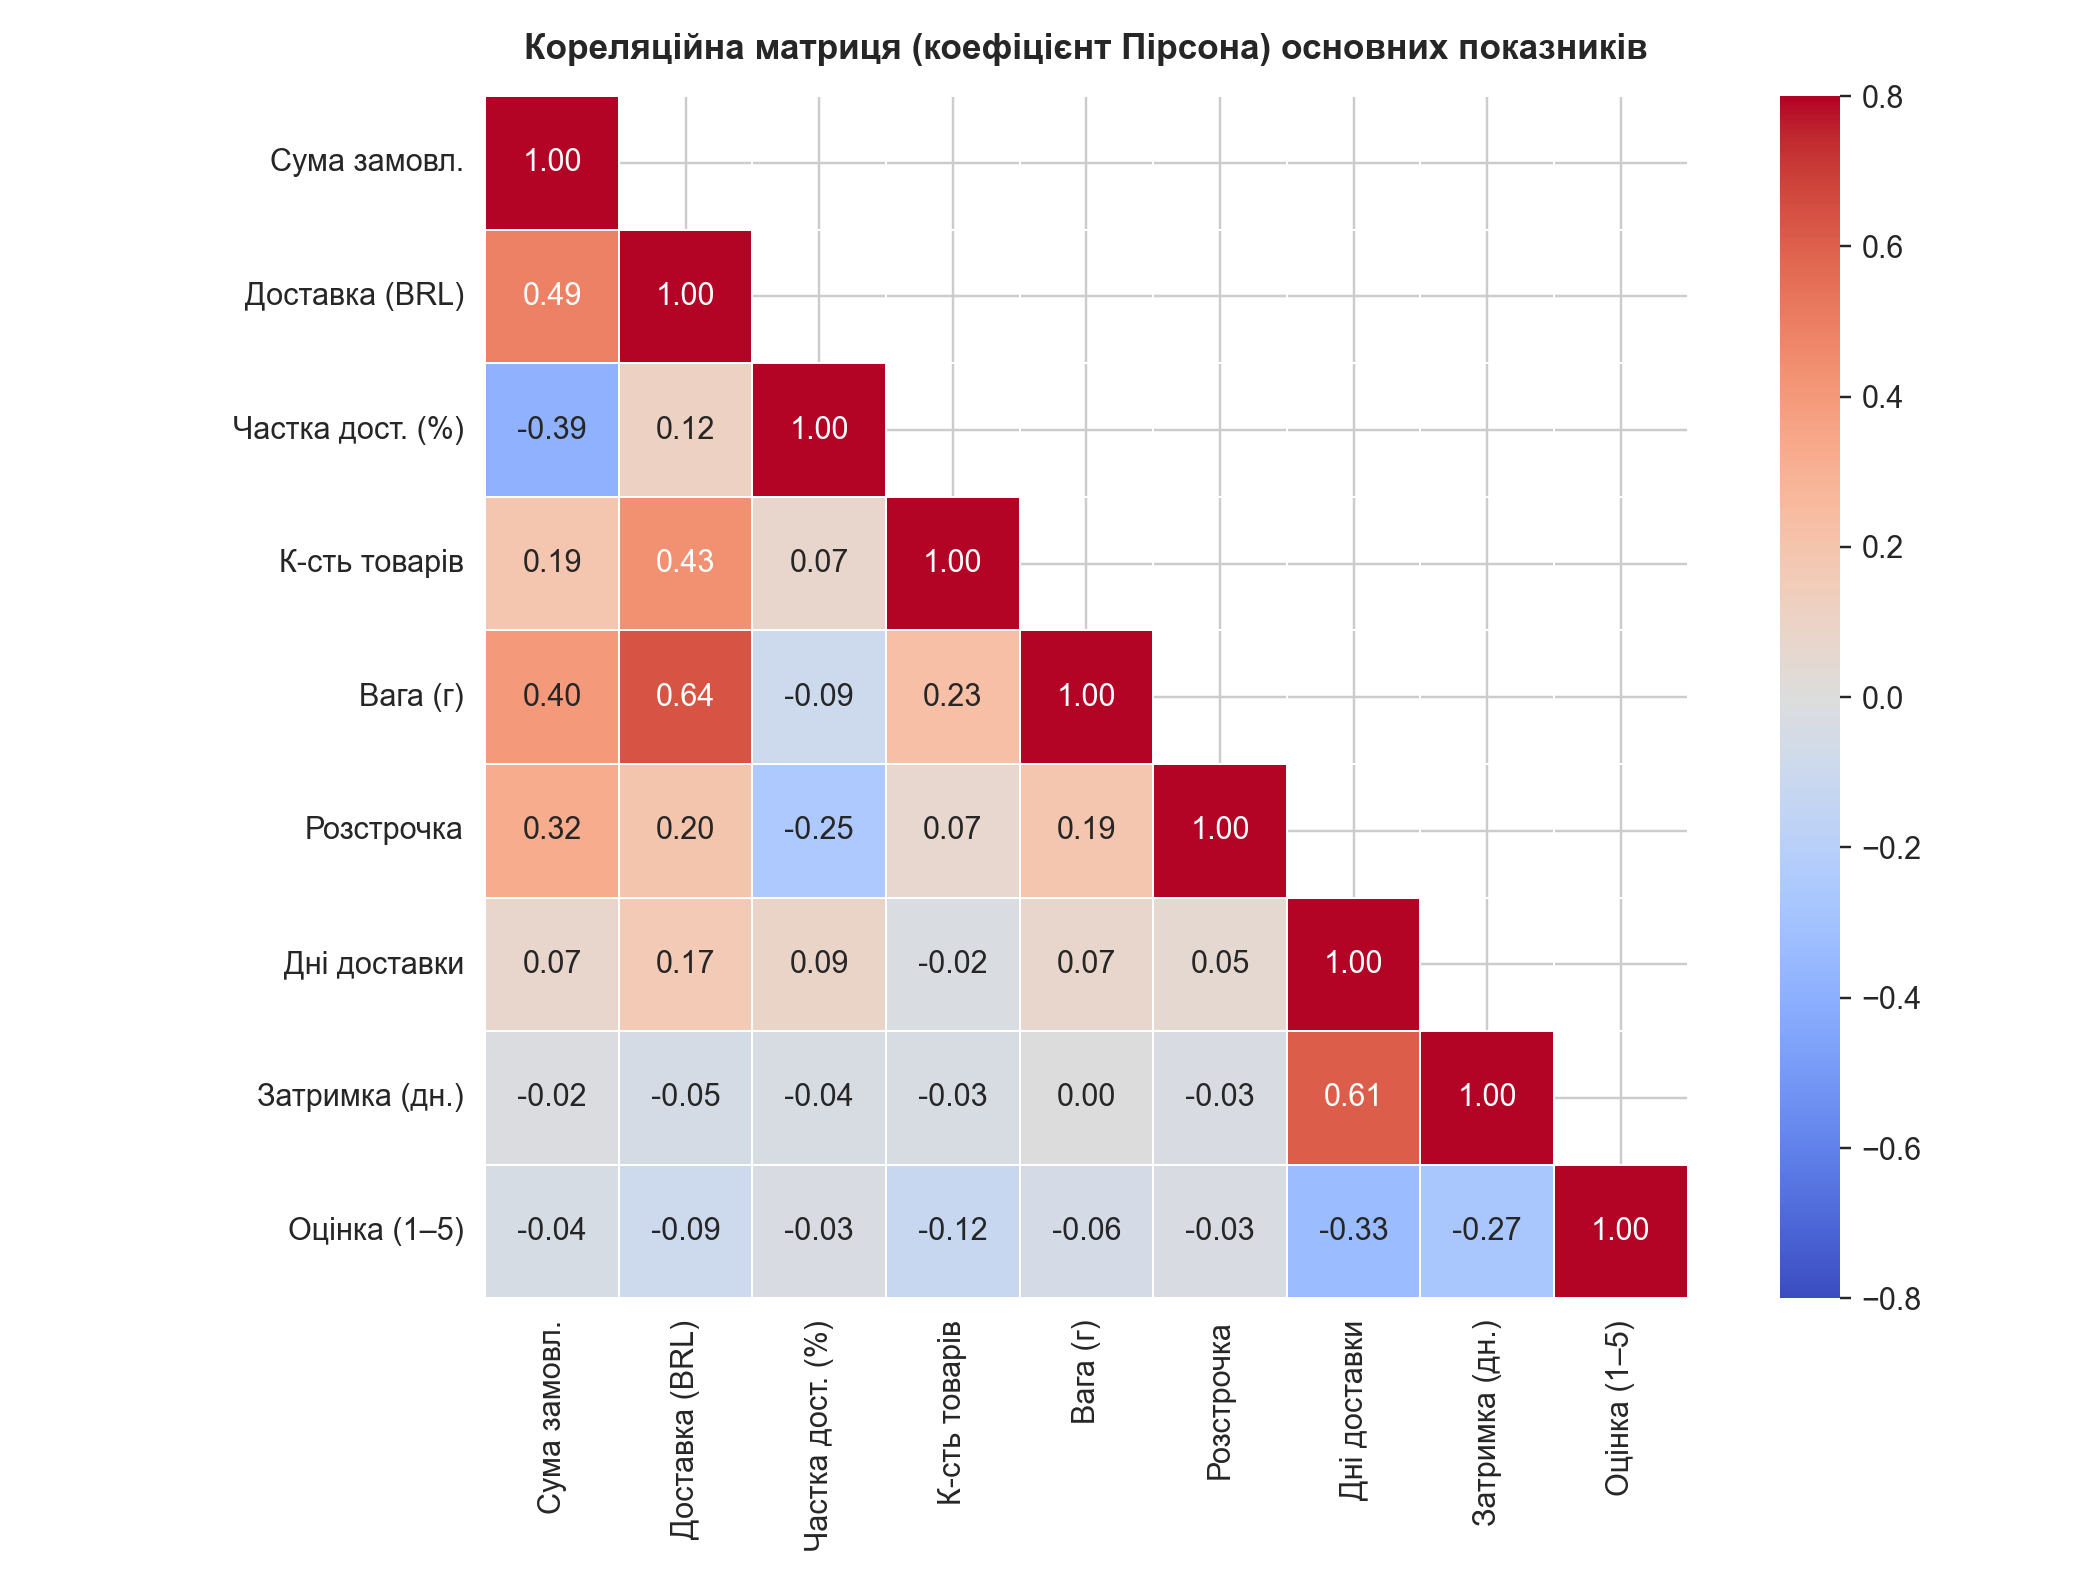 Кореляційна матриця (коефіцієнт Пірсона) основних показників
Сума замовл. 1.00
Доставка (BRL) 0.49 1.00
Частка дост. (%) -0.39 0.12 1.00
К-сть товарів 0.19 0.43 0.07 1.00
Вага (г) 0.40 0.64 -0.09 0.23 1.00
Розстрочка 0.32 0.20 -0.25 0.07 0.19 1.00
Дні доставки 0.07 0.17 0.09 -0.02 0.07 0.05 1.00
Затримка (дн.) -0.02 -0.05 -0.04 -0.03 0.00 -0.03 0.61 1.00
Оцінка (1–5) -0.04 -0.09 -0.03 -0.12 -0.06 -0.03 -0.33 -0.27 1.00
Сума замовл.
Доставка (BRL)
Частка дост. (%)
К-сть товарів
Вага (г)
Розстрочка
Дні доставки
Затримка (дн.)
Оцінка (1–5)
0.8
0.6
0.4
0.2
0.0
−0.2
−0.4
−0.6
−0.8